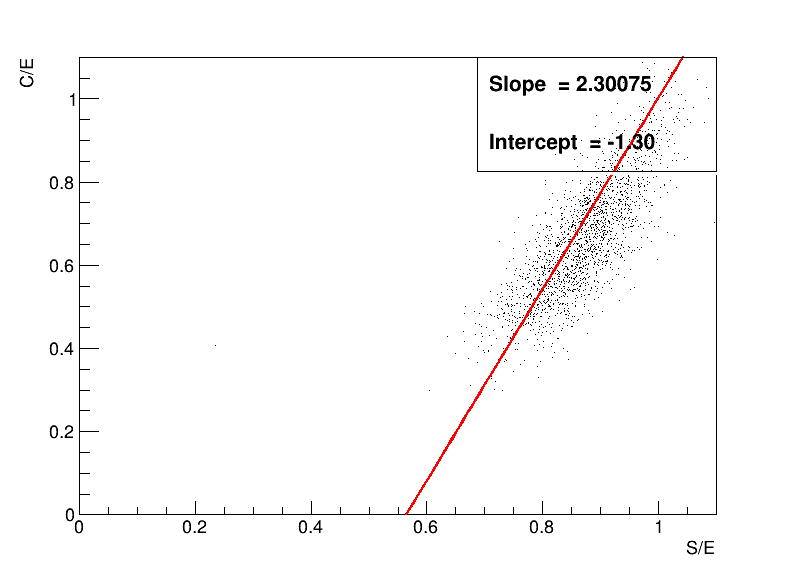 C/E
Slope = 2.30075
Intercept = -1.30
1
0.8
0.6
0.4
0.2
0
0 0.2 0.4 0.6 0.8 1
S/E